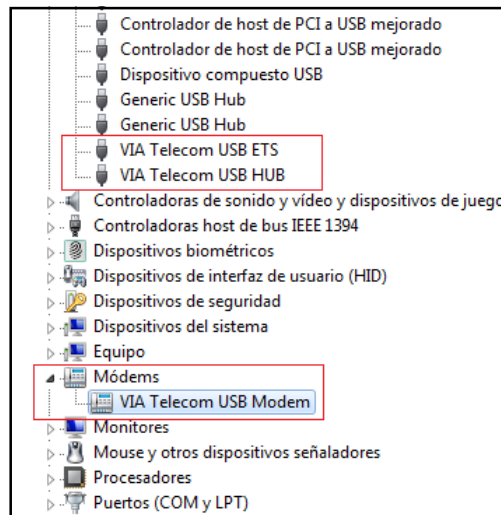 Controlador de host de PCI a USB mejorado
Controlador de host de PCI a USB mejorado
Dispositivo compuesto USB
Generic USB Hub
Generic USB Hub
VIA Telecom USB ETS
VIA Telecom USB HUB
Controladoras de sonido y vídeo y dispositivos de juego
Controladoras host de bus IEEE 1394
Dispositivos biométricos
Dispositivos de interfaz de usuario (HID)
Dispositivos de seguridad
Dispositivos del sistema
Equipo
Módems
VIA Telecom USB Modem
Monitores
Mouse y otros dispositivos señaladores
Procesadores
Puertos (COM y LPT)